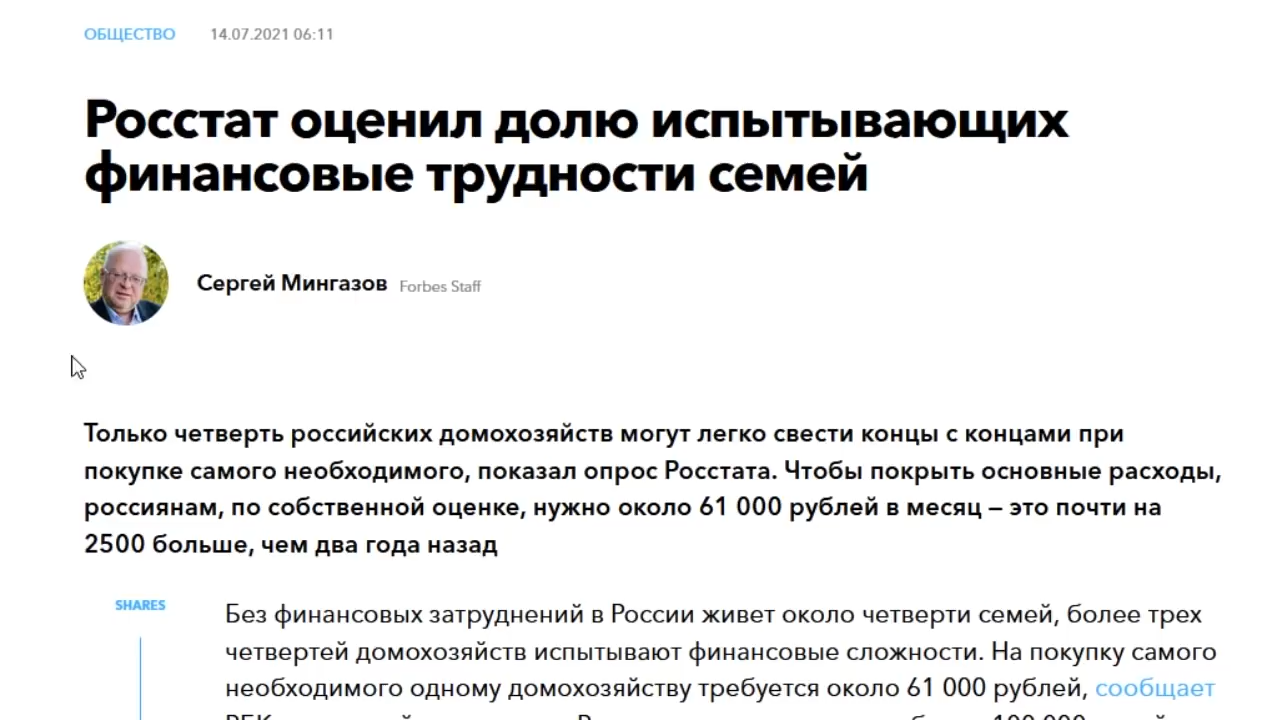 ОБЩЕСТВО 14.07.2021 06:11
Росстат оценил долю испытывающих
финансовые трудности семей
Сергей Мингазов Forbes Staff
Только четверть российских домохозяйств могут легко свести концы с концами при
покупке самого необходимого, показал опрос Росстата. Чтобы покрыть основные расходы,
россиянам, по собственной оценке, нужно около 61 000 рублей в месяц — это почти на
2500 больше, чем два года назад
SHARES
Без финансовых затруднений в России живет около четверти семей, более трех
четвертей домохозяйств испытывают финансовые сложности. На покупку самого
необходимого одному домохозяйству требуется около 61 000 рублей, сообщает